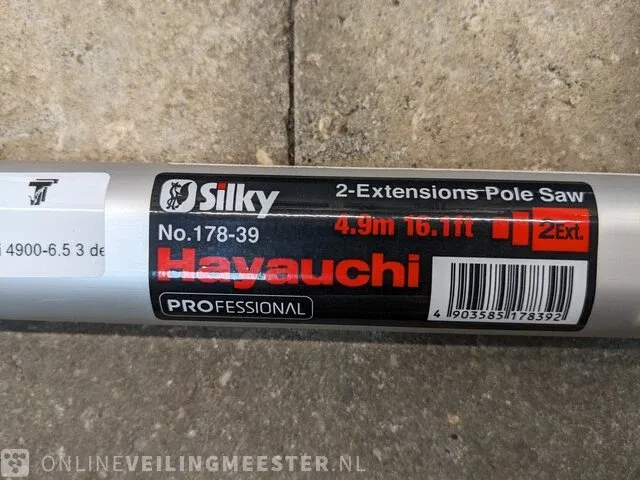 Silky
2-Extensions Pole Saw
No.178-39
4.9m 16.1ft
2Ext.
Hayauchi
PROFESSIONAL
4 903585 178392
4900-6.5 3 de
ONLINEVEILINGMEESTER.NL